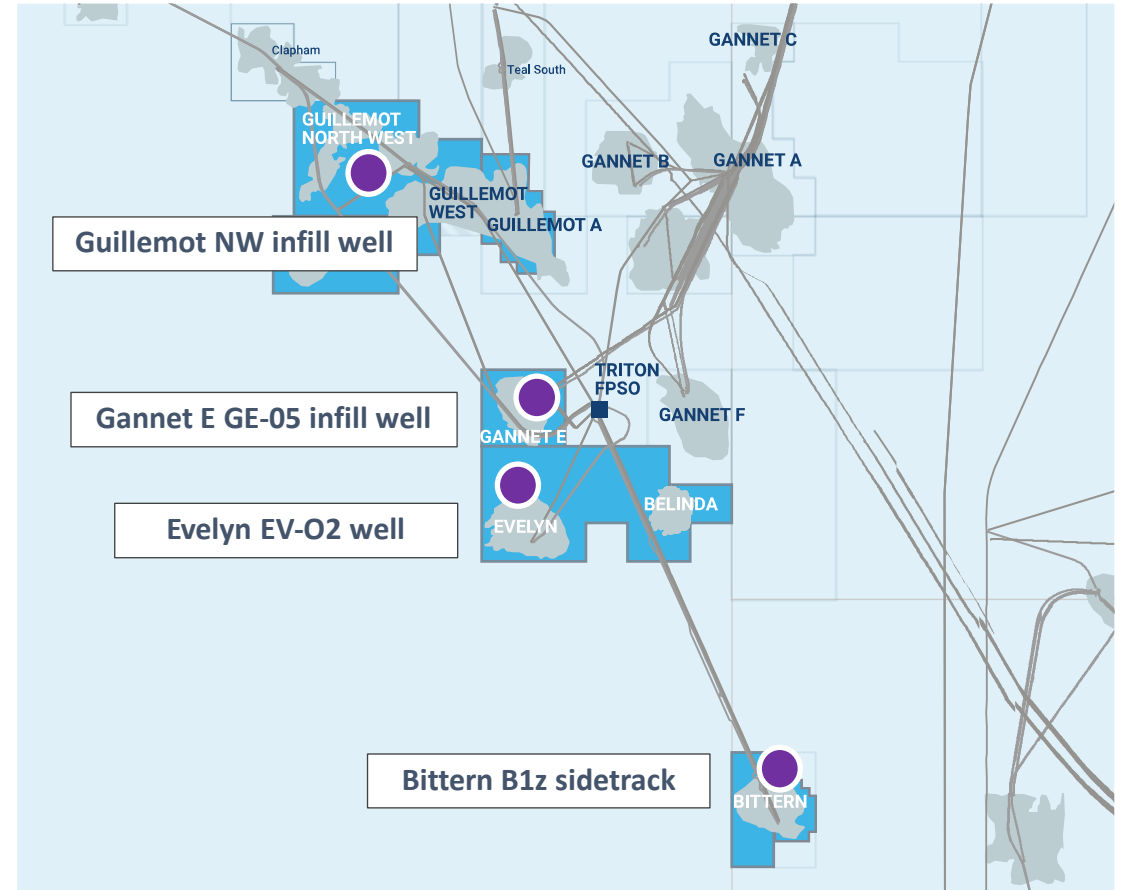 GANNET C
Clapham
Teal South
GUILLEMOT
NORTH WEST
GANNET B
GANNET A
GUILLEMOT
WEST
GUILLEMOT A
Guillemot NW infill well
TRITON
FPSO
Gannet E GE-05 infill well
GANNET F
GANNET E
BELINDA
Evelyn EV-O2 well
EVELYN
Bittern B1z sidetrack
BITTERN